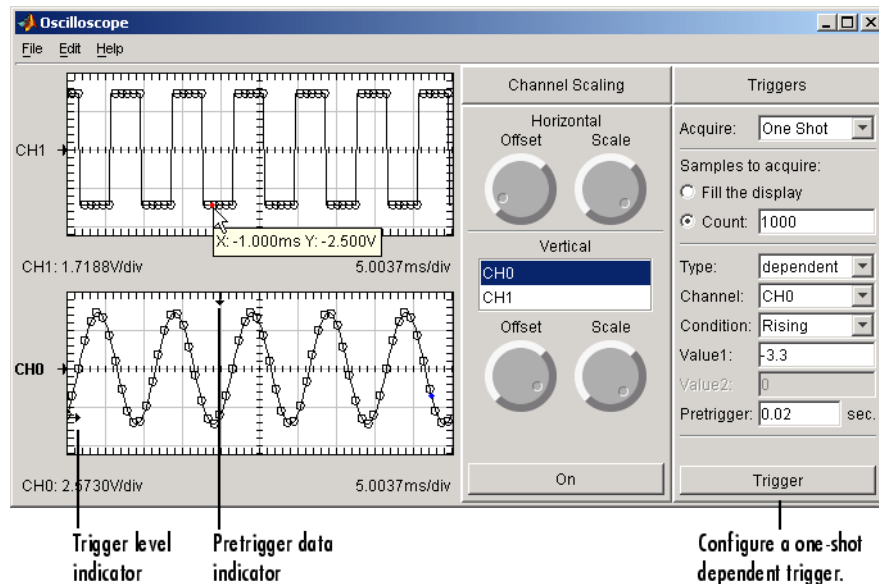 Oscilloscope
File Edit Help
CH1
X: -1.000ms Y: -2.500V
CH1: 1.7188V/div
5.0037ms/div
CH0
CH0: 2.5730V/div
5.0037ms/div
Channel Scaling
Horizontal
Offset Scale
Vertical
CH0
CH1
Offset Scale
On
Triggers
Acquire: One Shot
Samples to acquire:
Fill the display
Count: 1000
Type: dependent
Channel: CH0
Condition: Rising
Value1: -3.3
Value2: 0
Pretrigger: 0.02 sec.
Trigger
Trigger level
indicator
Pretrigger data
indicator
Configure a one-shot
dependent trigger.